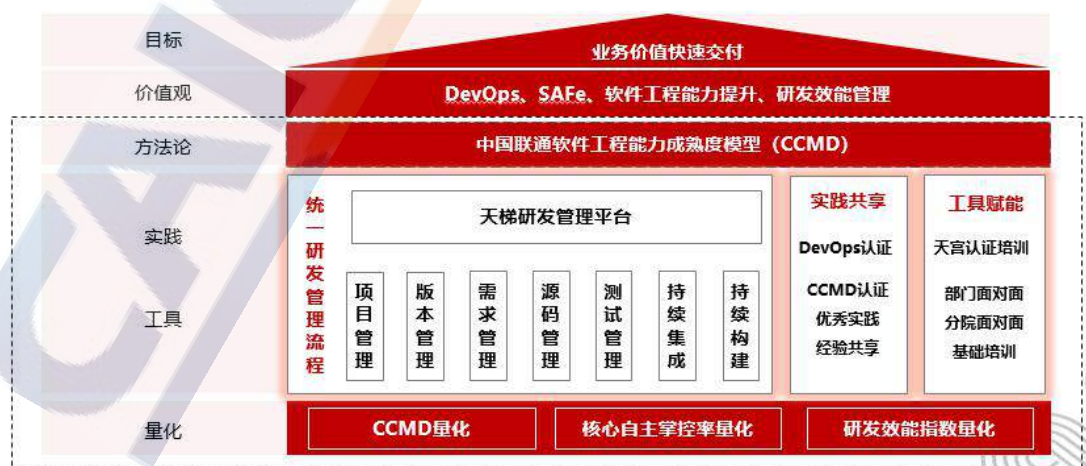 目标
业务价值快速交付
价值观
DevOps、SAFe、软件工程能力提升、研发效能管理
方法论
中国联通软件工程能力成熟度模型（CCMD）
实践
工具
统一研发管理流程
天梯研发管理平台
项目管理
版本管理
需求管理
源码管理
测试管理
持续集成
持续构建
实践共享
DevOps认证
CCMD认证
优秀实践
经验共享
工具赋能
天宫认证培训
部门面对面
分院面对面
基础培训
量化
CCMD量化
核心自主掌控率量化
研发效能指数量化